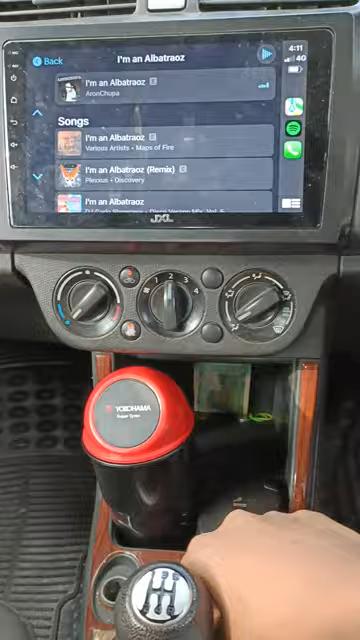 Back
I'm an Albatraoz
4:11
4G
I'm an Albatraoz E
AronChupa
Songs
I'm an Albatraoz E
Various Artists • Maps of Fire
I'm an Albatraoz (Remix) E
Plexxus • Discovery
I'm an Albatraoz
JXL
1 2 3 4
YOKOHAMA